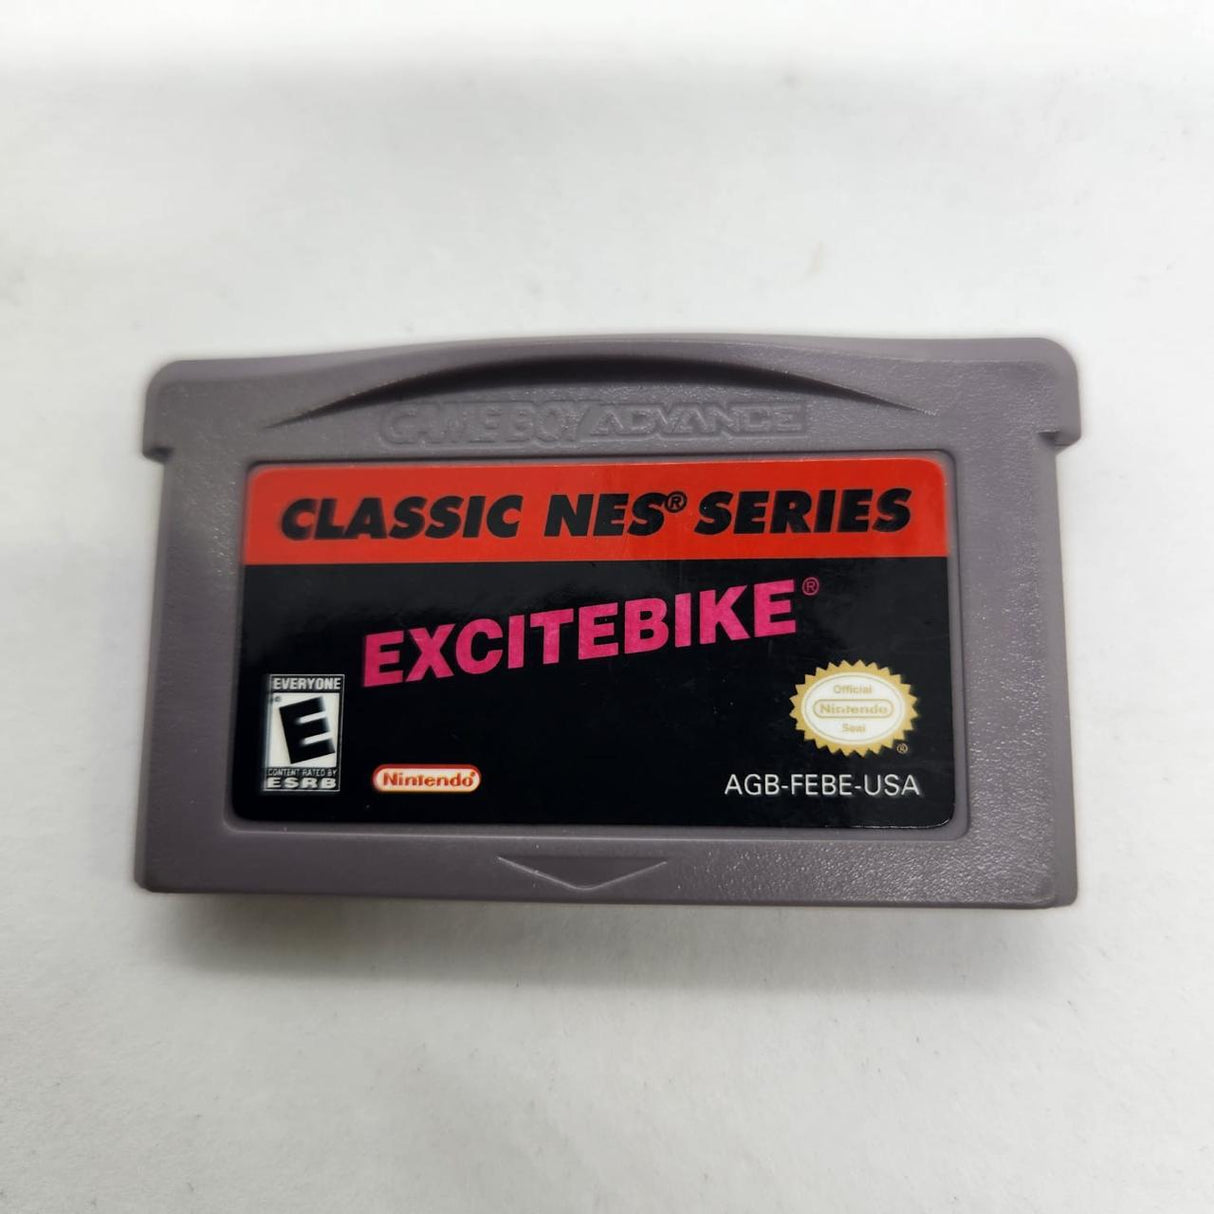 GAME BOY ADVANCE
CLASSIC NES® SERIES
EXCITEBIKE®
EVERYONE
E
CONTENT RATED BY
ESRB
Nintendo®
Official
Nintendo
Seal
®
AGB-FEBE-USA